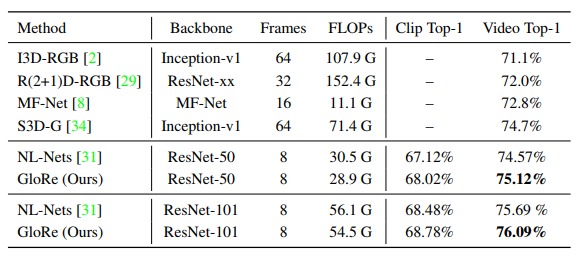 Method Backbone Frames FLOPs Clip Top-1 Video Top-1
I3D-RGB [2] Inception-v1 64 107.9 G – 71.1%
R(2+1)D-RGB [29] ResNet-xx 32 152.4 G – 72.0%
MF-Net [8] MF-Net 16 11.1 G – 72.8%
S3D-G [34] Inception-v1 64 71.4 G – 74.7%
NL-Nets [31] ResNet-50 8 30.5 G 67.12% 74.57%
GloRe (Ours) ResNet-50 8 28.9 G 68.02% 75.12%
NL-Nets [31] ResNet-101 8 56.1 G 68.48% 75.69 %
GloRe (Ours) ResNet-101 8 54.5 G 68.78% 76.09%